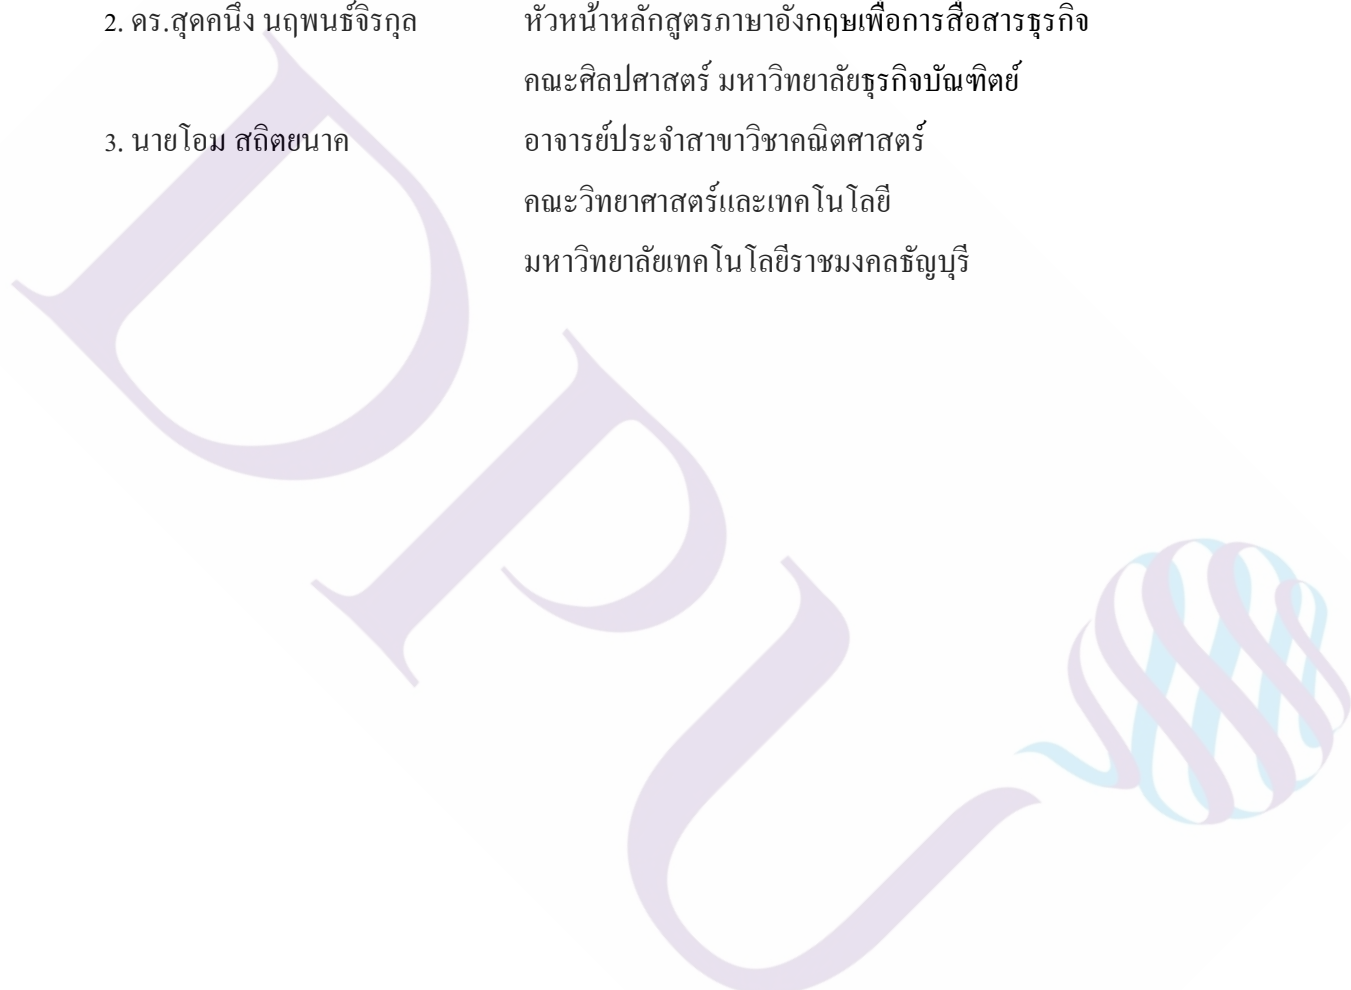 2. ดร.สุดคนึง นฤพนธ์จิรกุล หัวหน้าหลักสูตรภาษาอังกฤษเพื่อการสื่อสารธุรกิจ
คณะศิลปศาสตร์ มหาวิทยาลัยธุรกิจบัณฑิตย์
3. นายโอม สถิตยนาค อาจารย์ประจำสาขาวิชาคณิตศาสตร์
คณะวิทยาศาสตร์และเทคโนโลยี
มหาวิทยาลัยเทคโนโลยีราชมงคลธัญบุรี
DPU